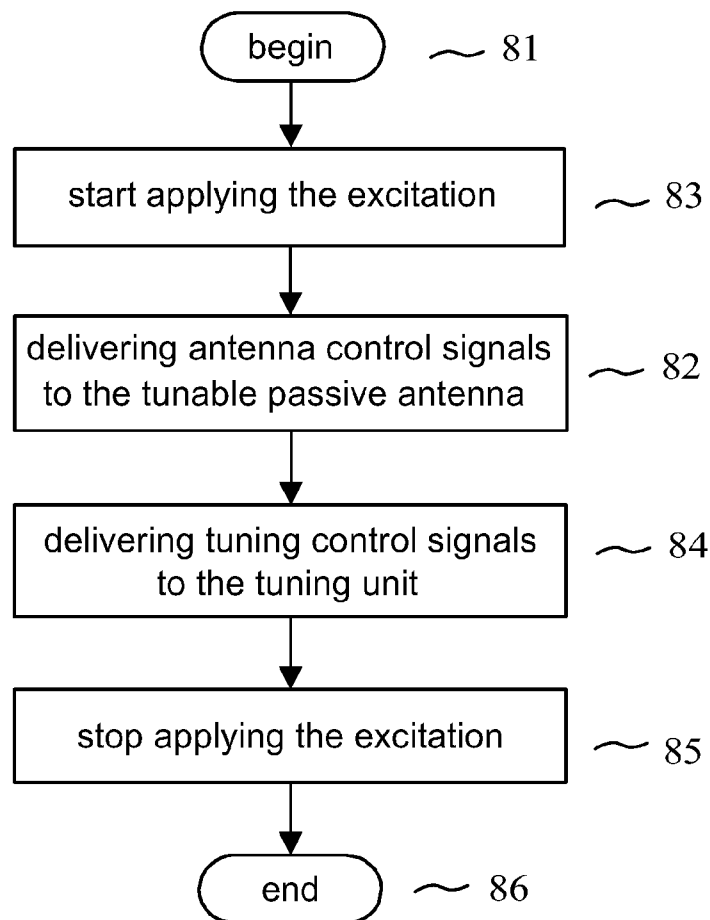 begin
81
start applying the excitation
83
delivering antenna control signals
to the tunable passive antenna
82
delivering tuning control signals
to the tuning unit
84
stop applying the excitation
85
end
86